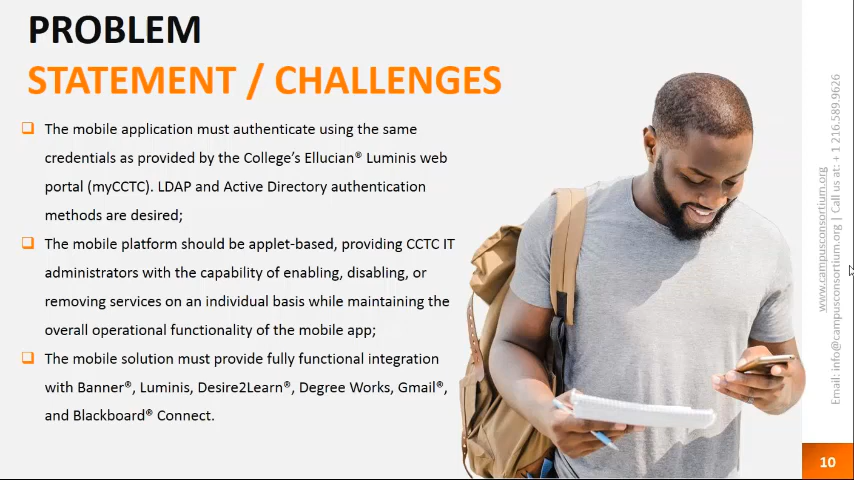 PROBLEM
STATEMENT / CHALLENGES
The mobile application must authenticate using the same
credentials as provided by the College's Ellucian® Luminis web
portal (myCCTC). LDAP and Active Directory authentication
methods are desired;
The mobile platform should be applet-based, providing CCTC IT
administrators with the capability of enabling, disabling, or
removing services on an individual basis while maintaining the
overall operational functionality of the mobile app;
The mobile solution must provide fully functional integration
with Banner®, Luminis, Desire2Learn®, Degree Works, Gmail®,
and Blackboard® Connect.
www.campusconsortium.org
Email: info@campusconsortium.org | Call us at: + 1 216.589.9626
10